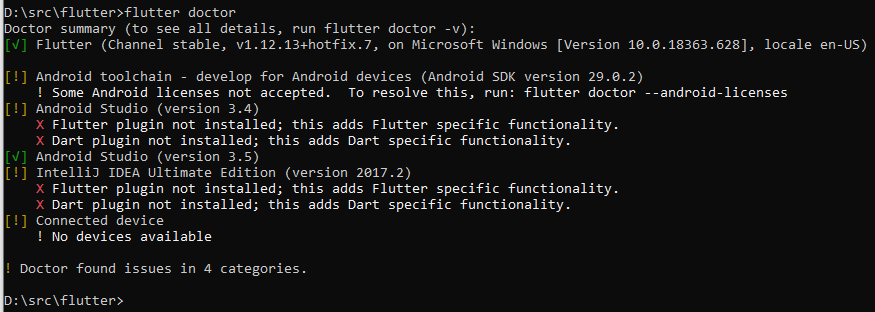 D:\src\flutter>flutter doctor
Doctor summary (to see all details, run flutter doctor -v):
[√] Flutter (Channel stable, v1.12.13+hotfix.7, on Microsoft Windows [Version 10.0.18363.628], locale en-US)
[!] Android toolchain - develop for Android devices (Android SDK version 29.0.2)
    ! Some Android licenses not accepted.  To resolve this, run: flutter doctor --android-licenses
[!] Android Studio (version 3.4)
    X Flutter plugin not installed; this adds Flutter specific functionality.
    X Dart plugin not installed; this adds Dart specific functionality.
[√] Android Studio (version 3.5)
[!] IntelliJ IDEA Ultimate Edition (version 2017.2)
    X Flutter plugin not installed; this adds Flutter specific functionality.
    X Dart plugin not installed; this adds Dart specific functionality.
[!] Connected device
    ! No devices available
! Doctor found issues in 4 categories.
D:\src\flutter>